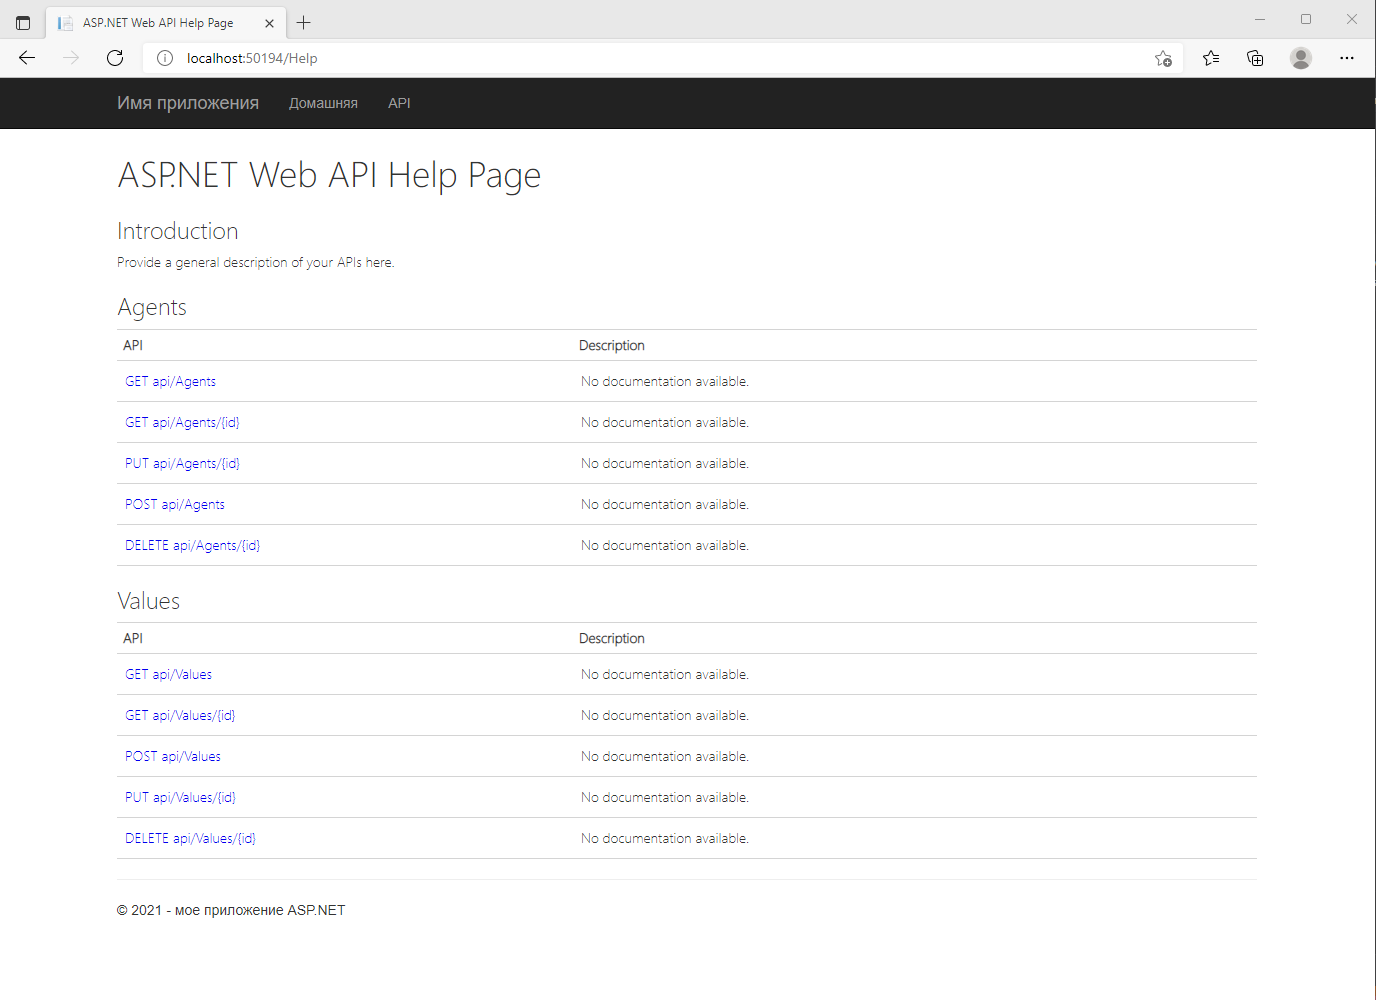 ASP.NET Web API Help Page
localhost:50194/Help
Имя приложения Домашняя API
ASP.NET Web API Help Page
Introduction
Provide a general description of your APIs here.
Agents
API Description
GET api/Agents No documentation available.
GET api/Agents/{id} No documentation available.
PUT api/Agents/{id} No documentation available.
POST api/Agents No documentation available.
DELETE api/Agents/{id} No documentation available.
Values
API Description
GET api/Values No documentation available.
GET api/Values/{id} No documentation available.
POST api/Values No documentation available.
PUT api/Values/{id} No documentation available.
DELETE api/Values/{id} No documentation available.
© 2021 - мое приложение ASP.NET